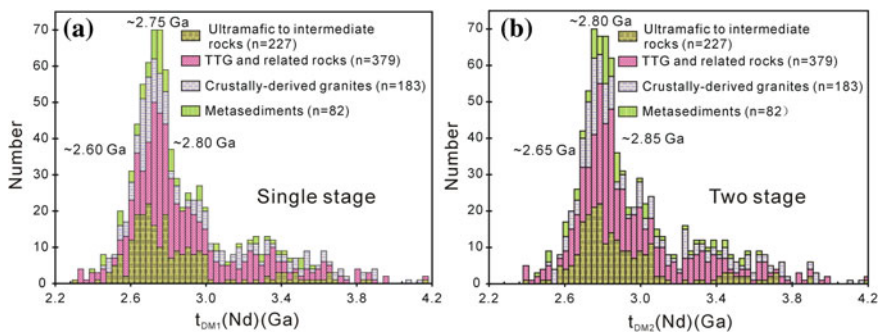 (a)
~2.75 Ga
Ultramafic to intermediate
rocks (n=227)
TTG and related rocks (n=379)
Crustally-derived granites (n=183)
Metasediments (n=82)
~2.60 Ga
~2.80 Ga
Single stage
Number
70
60
50
40
30
20
10
0
2.2
2.6
3.0
3.4
3.8
4.2
tDM1(Nd)(Ga)
(b)
~2.80 Ga
Ultramafic to intermediate
rocks (n=227)
TTG and related rocks (n=379)
Crustally-derived granites (n=183)
Metasediments (n=82）
~2.65 Ga
~2.85 Ga
Two stage
Number
70
60
50
40
30
20
10
0
2.2
2.6
3.0
3.4
3.8
4.2
tDM2(Nd)(Ga)